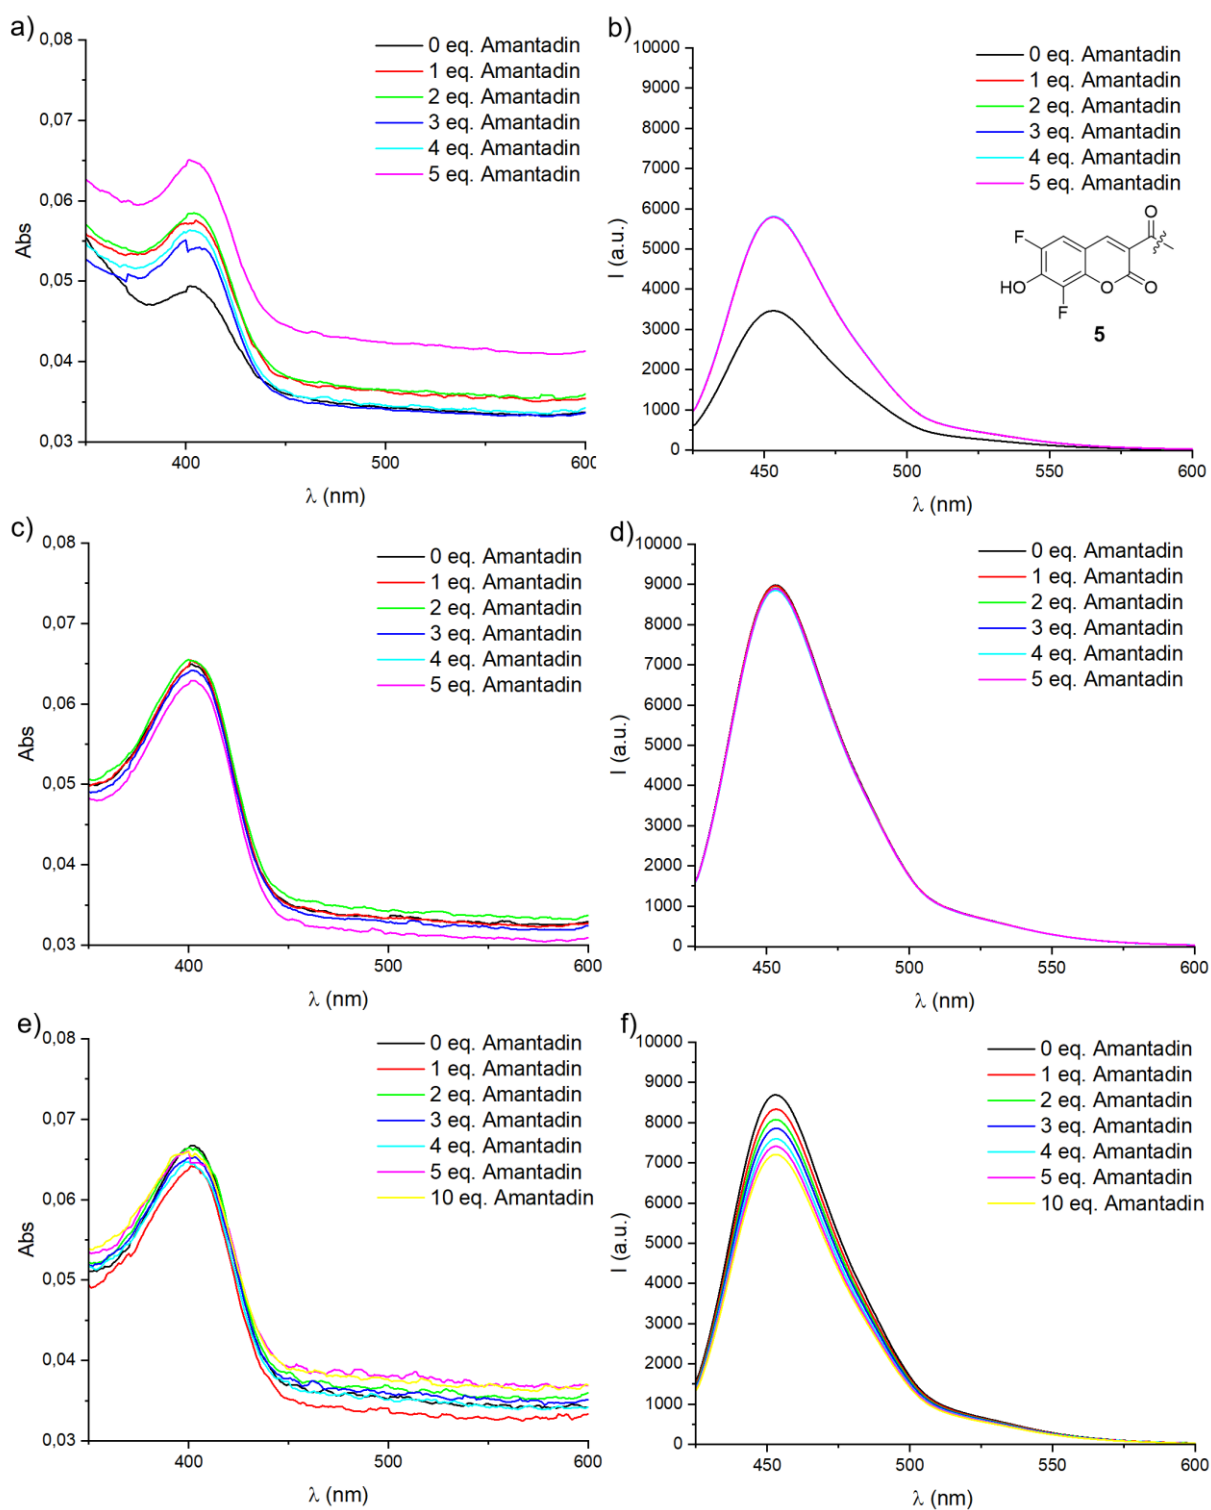 a)
0,08
0,07
0,06
0,05
0,04
0,03
Abs
400
500
600
λ (nm)
0 eq. Amantadin
1 eq. Amantadin
2 eq. Amantadin
3 eq. Amantadin
4 eq. Amantadin
5 eq. Amantadin
b)
10000
9000
8000
7000
6000
5000
4000
3000
2000
1000
0
I (a.u.)
450
500
550
600
λ (nm)
0 eq. Amantadin
1 eq. Amantadin
2 eq. Amantadin
3 eq. Amantadin
4 eq. Amantadin
5 eq. Amantadin
O
F
HO
O
O
F
5
c)
0,08
0,07
0,06
0,05
0,04
0,03
Abs
400
500
600
λ (nm)
0 eq. Amantadin
1 eq. Amantadin
2 eq. Amantadin
3 eq. Amantadin
4 eq. Amantadin
5 eq. Amantadin
d)
10000
9000
8000
7000
6000
5000
4000
3000
2000
1000
0
I (a.u.)
450
500
550
600
λ (nm)
0 eq. Amantadin
1 eq. Amantadin
2 eq. Amantadin
3 eq. Amantadin
4 eq. Amantadin
5 eq. Amantadin
e)
0,08
0,07
0,06
0,05
0,04
0,03
Abs
400
500
600
λ (nm)
0 eq. Amantadin
1 eq. Amantadin
2 eq. Amantadin
3 eq. Amantadin
4 eq. Amantadin
5 eq. Amantadin
10 eq. Amantadin
f)
10000
9000
8000
7000
6000
5000
4000
3000
2000
1000
0
I (a.u.)
450
500
550
600
λ (nm)
0 eq. Amantadin
1 eq. Amantadin
2 eq. Amantadin
3 eq. Amantadin
4 eq. Amantadin
5 eq. Amantadin
10 eq. Amantadin